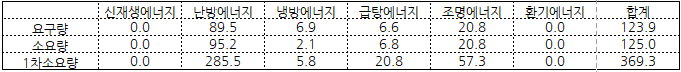 신재생에너지 난방에너지 냉방에너지 급탕에너지 조명에너지 환기에너지 합계
요구량 0.0 89.5 6.9 6.6 20.8 0.0 123.9
소요량 0.0 95.2 2.1 6.8 20.8 0.0 125.0
1차소요량 0.0 285.5 5.8 20.8 57.3 0.0 369.3